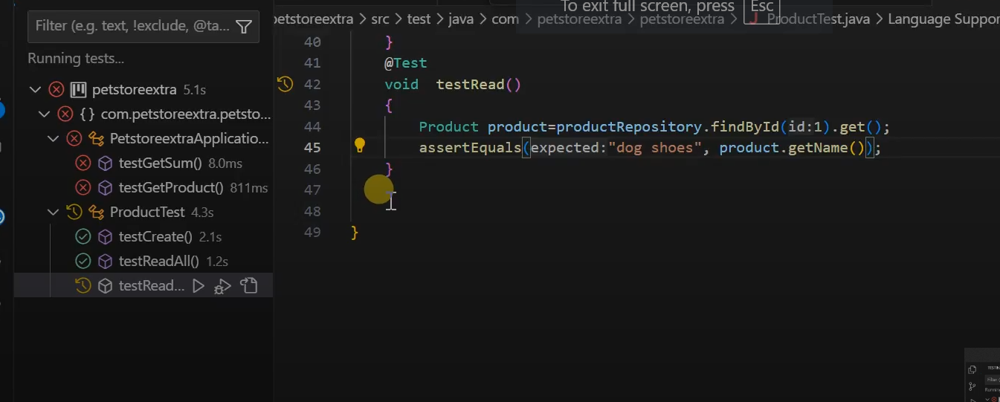 To exit full screen, press Esc
Filter (e.g. text, !exclude, @ta...
petstoreextra > src > test > java > com > petstoreextra > petstoreextra > ProductTest.java > Language Suppor
Running tests...
petstoreextra 5.1s
{} com.petstoreextra.petsto...
PetstoreextraApplicatio...
testGetSum() 8.0ms
testGetProduct() 811ms
ProductTest 4.3s
testCreate() 2.1s
testReadAll() 1.2s
testRead...
40 }
41 @Test
42 void testRead()
43 {
44 Product product=productRepository.findById(id:1).get();
45 assertEquals(expected:"dog shoes", product.getName());
46 }
47
48
49 }